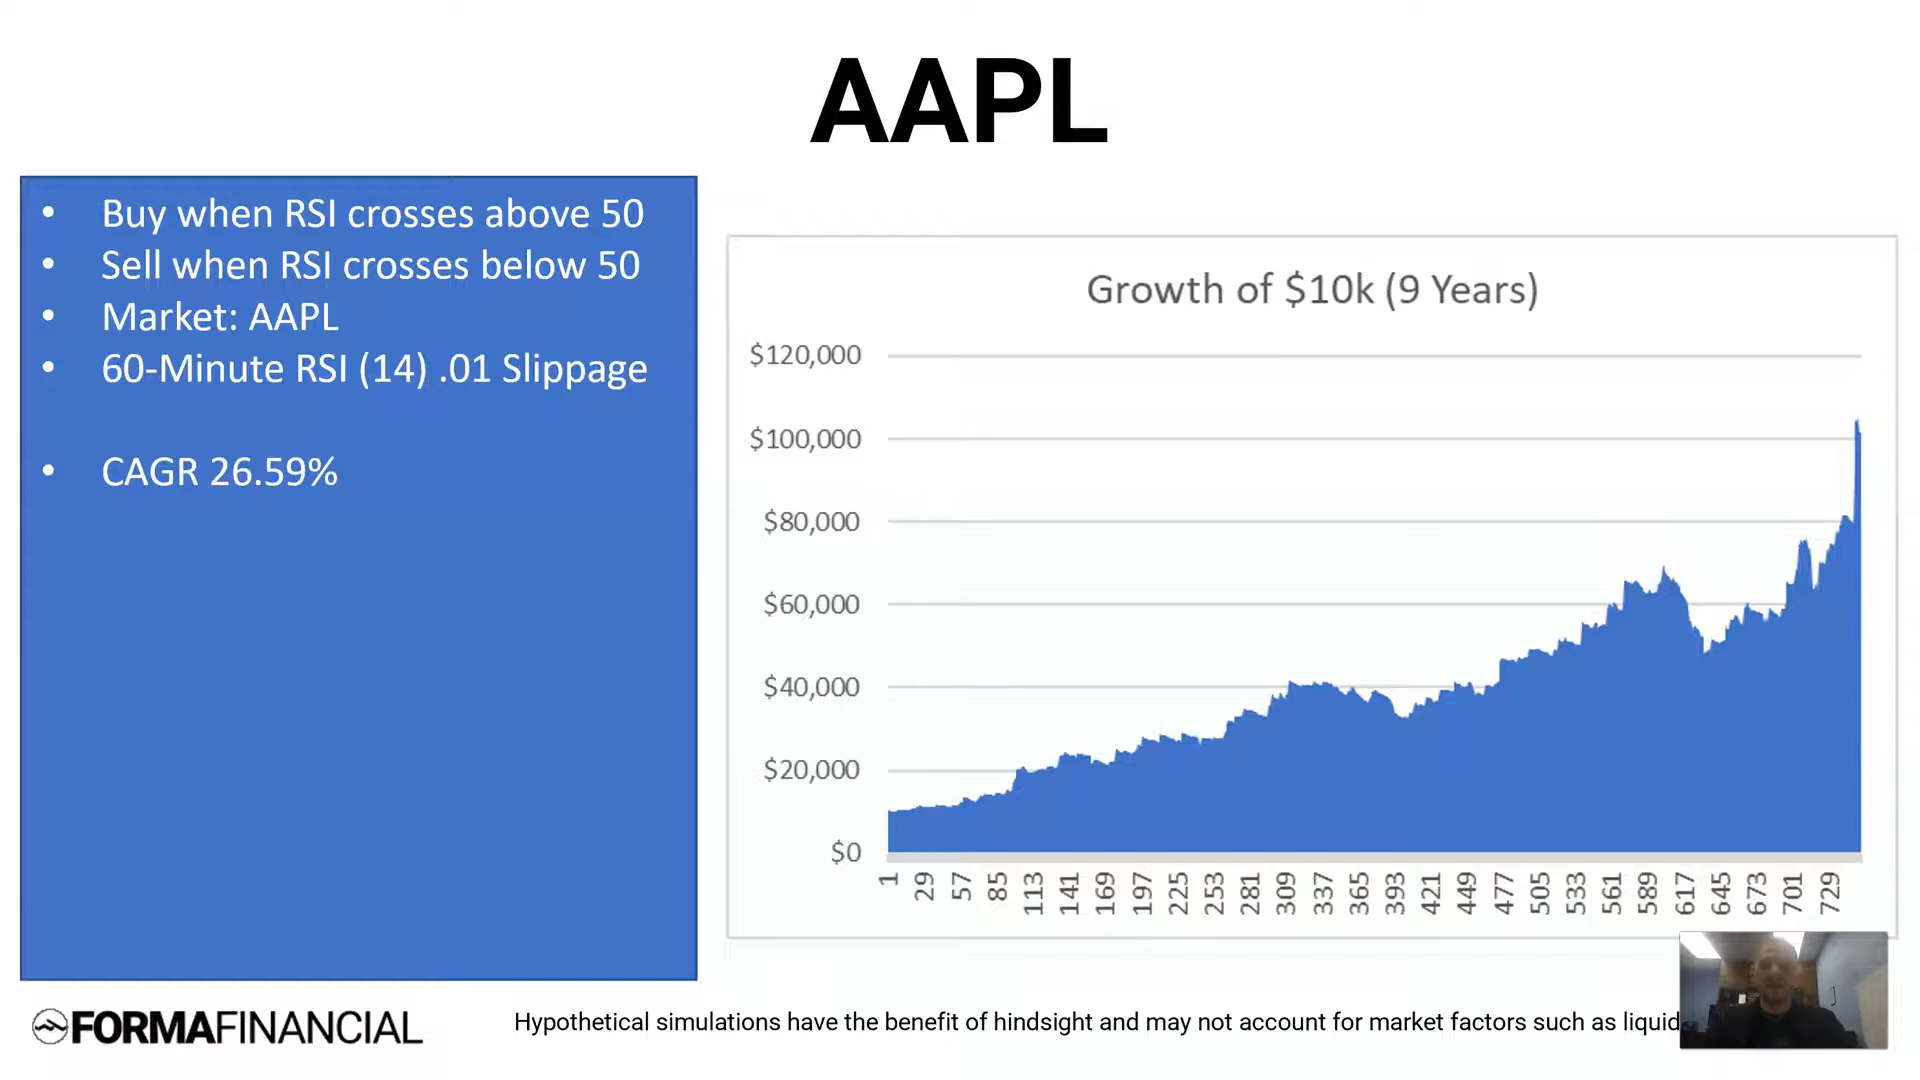 AAPL
• Buy when RSI crosses above 50
• Sell when RSI crosses below 50
• Market: AAPL
• 60-Minute RSI (14) .01 Slippage
• CAGR 26.59%
Growth of $10k (9 Years)
$120,000
$100,000
$80,000
$60,000
$40,000
$20,000
$0
1 29 57 85 113 141 169 197 225 253 281 309 337 365 393 421 449 477 505 533 561 589 617 645 673 701 729
FORMAFINANCIAL
Hypothetical simulations have the benefit of hindsight and may not account for market factors such as liquid